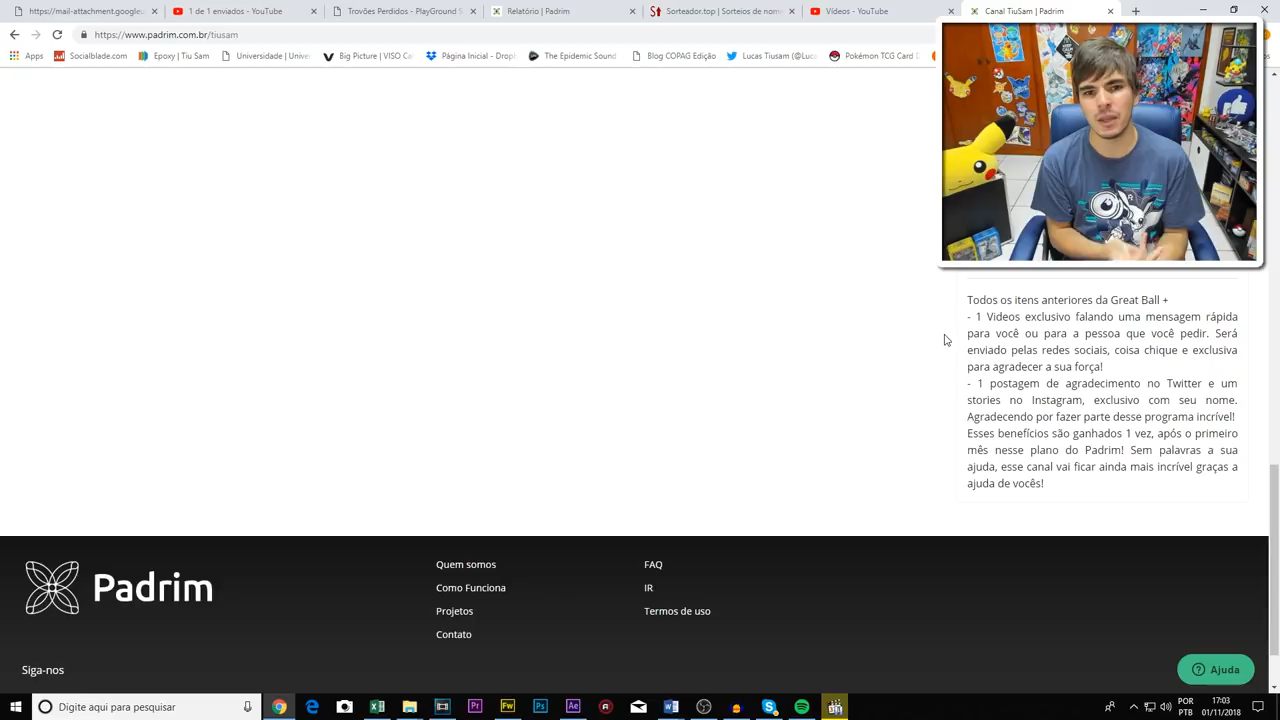 https://mail-attachment.google
1 de 1 enviados - YouTube
Trovões Perdidos - PlayGround S
Relatório | Padrim
Sorteador.top | Sorteios de nome
Vídeos - YouTube
Canal TiuSam | Padrim
https://www.padrim.com.br/tiusam
Apps
Socialblade.com
Epoxy | Tiu Sam
Universidade | Unive
Big Picture | VISO Ca
Página Inicial - Dropb
The Epidemic Sound
Blog COPAG Edição
Lucas Tiusam (@Luca
Pokémon TCG Card D
Todos os itens anteriores da Great Ball +
- 1 Videos exclusivo falando uma mensagem rápida
para você ou para a pessoa que você pedir. Será
enviado pelas redes sociais, coisa chique e exclusiva
para agradecer a sua força!
- 1 postagem de agradecimento no Twitter e um
stories no Instagram, exclusivo com seu nome.
Agradecendo por fazer parte desse programa incrível!
Esses benefícios são ganhados 1 vez, após o primeiro
mês nesse plano do Padrim! Sem palavras a sua
ajuda, esse canal vai ficar ainda mais incrível graças a
ajuda de vocês!
Padrim
Quem somos
Como Funciona
Projetos
Contato
FAQ
IR
Termos de uso
Siga-nos
Ajuda
Digite aqui para pesquisar
POR
PTB
17:03
01/11/2018